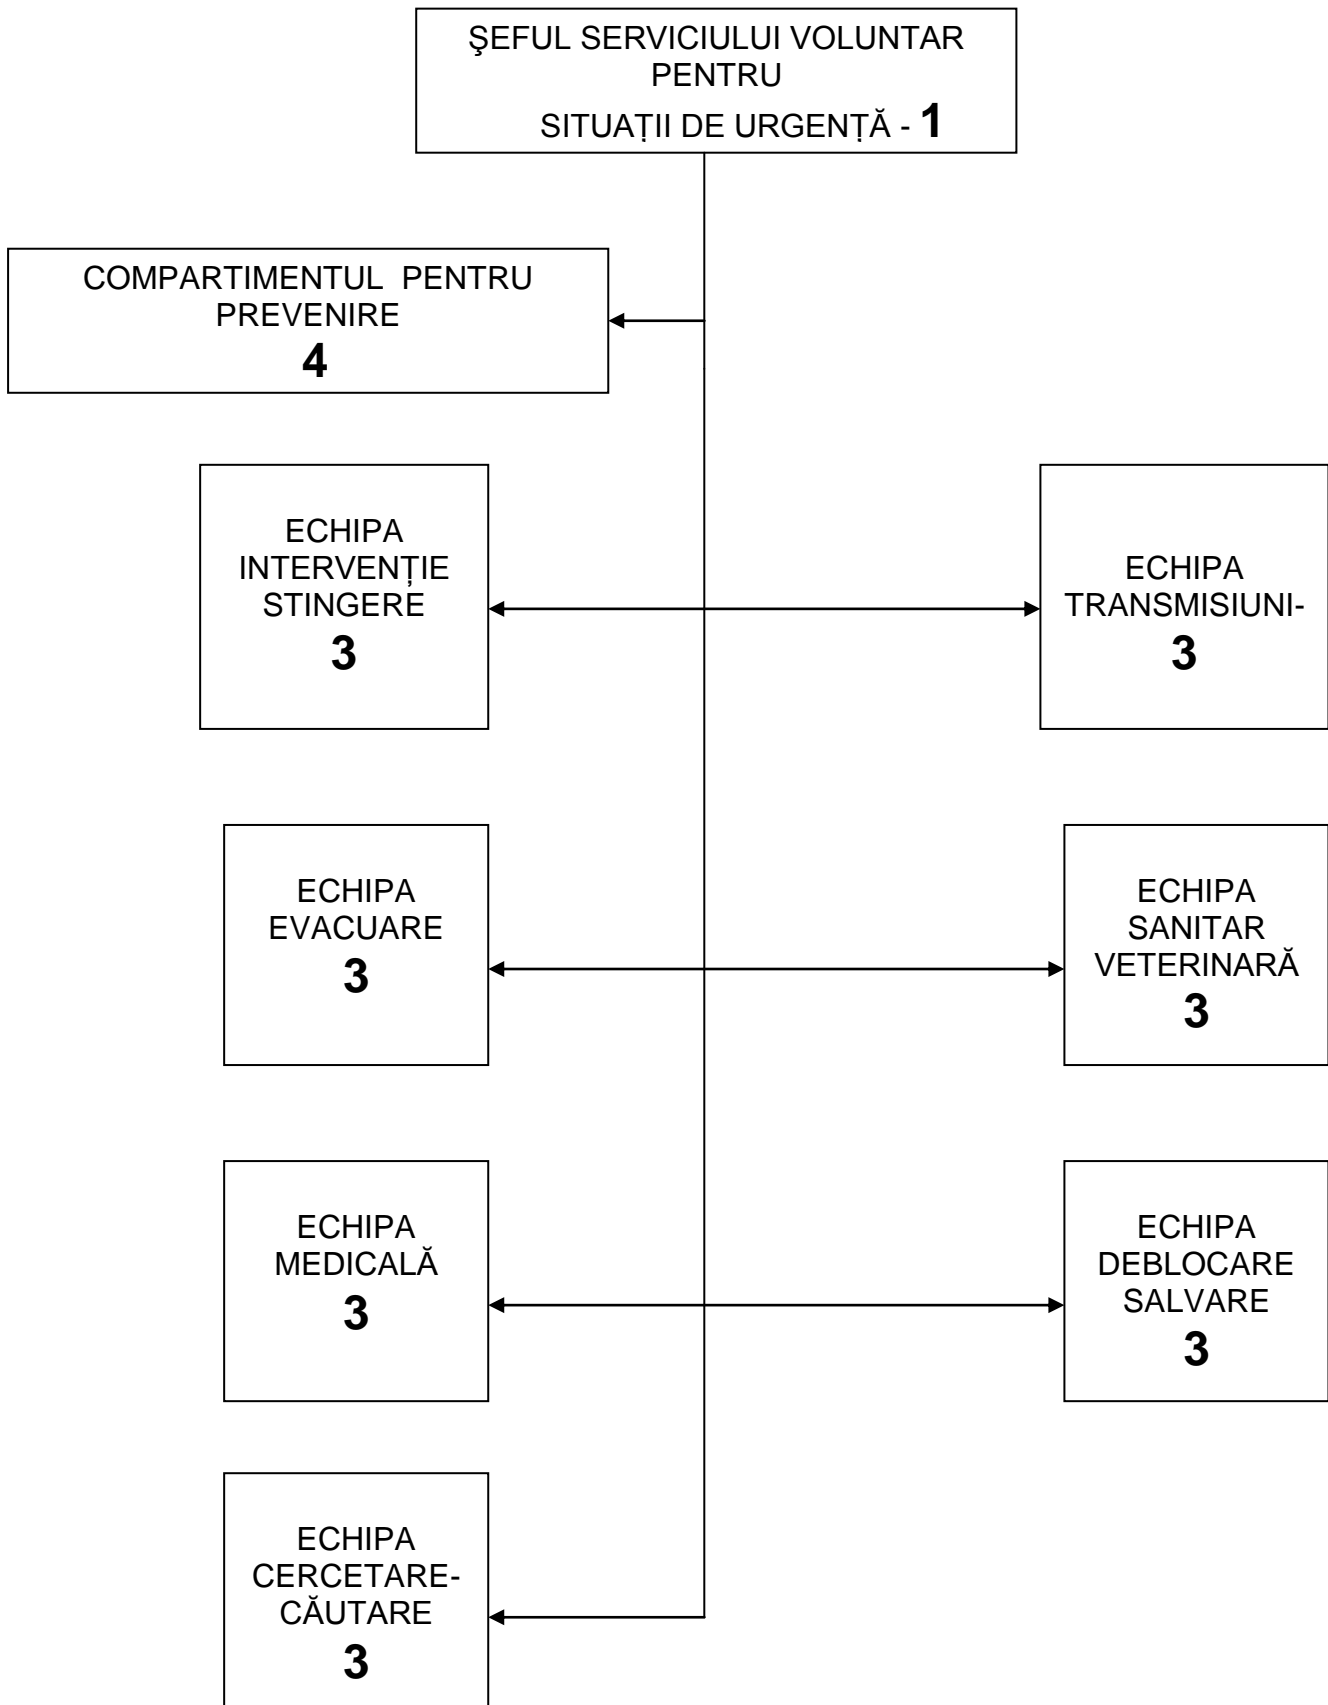 ŞEFUL SERVICIULUI VOLUNTAR
PENTRU
SITUAȚII DE URGENȚĂ - 1
COMPARTIMENTUL PENTRU
PREVENIRE
4
ECHIPA
INTERVENȚIE
STINGERE
3
ECHIPA
TRANSMISIUNI-
3
ECHIPA
EVACUARE
3
ECHIPA
SANITAR
VETERINARĂ
3
ECHIPA
MEDICALĂ
3
ECHIPA
DEBLOCARE
SALVARE
3
ECHIPA
CERCETARE-
CĂUTARE
3